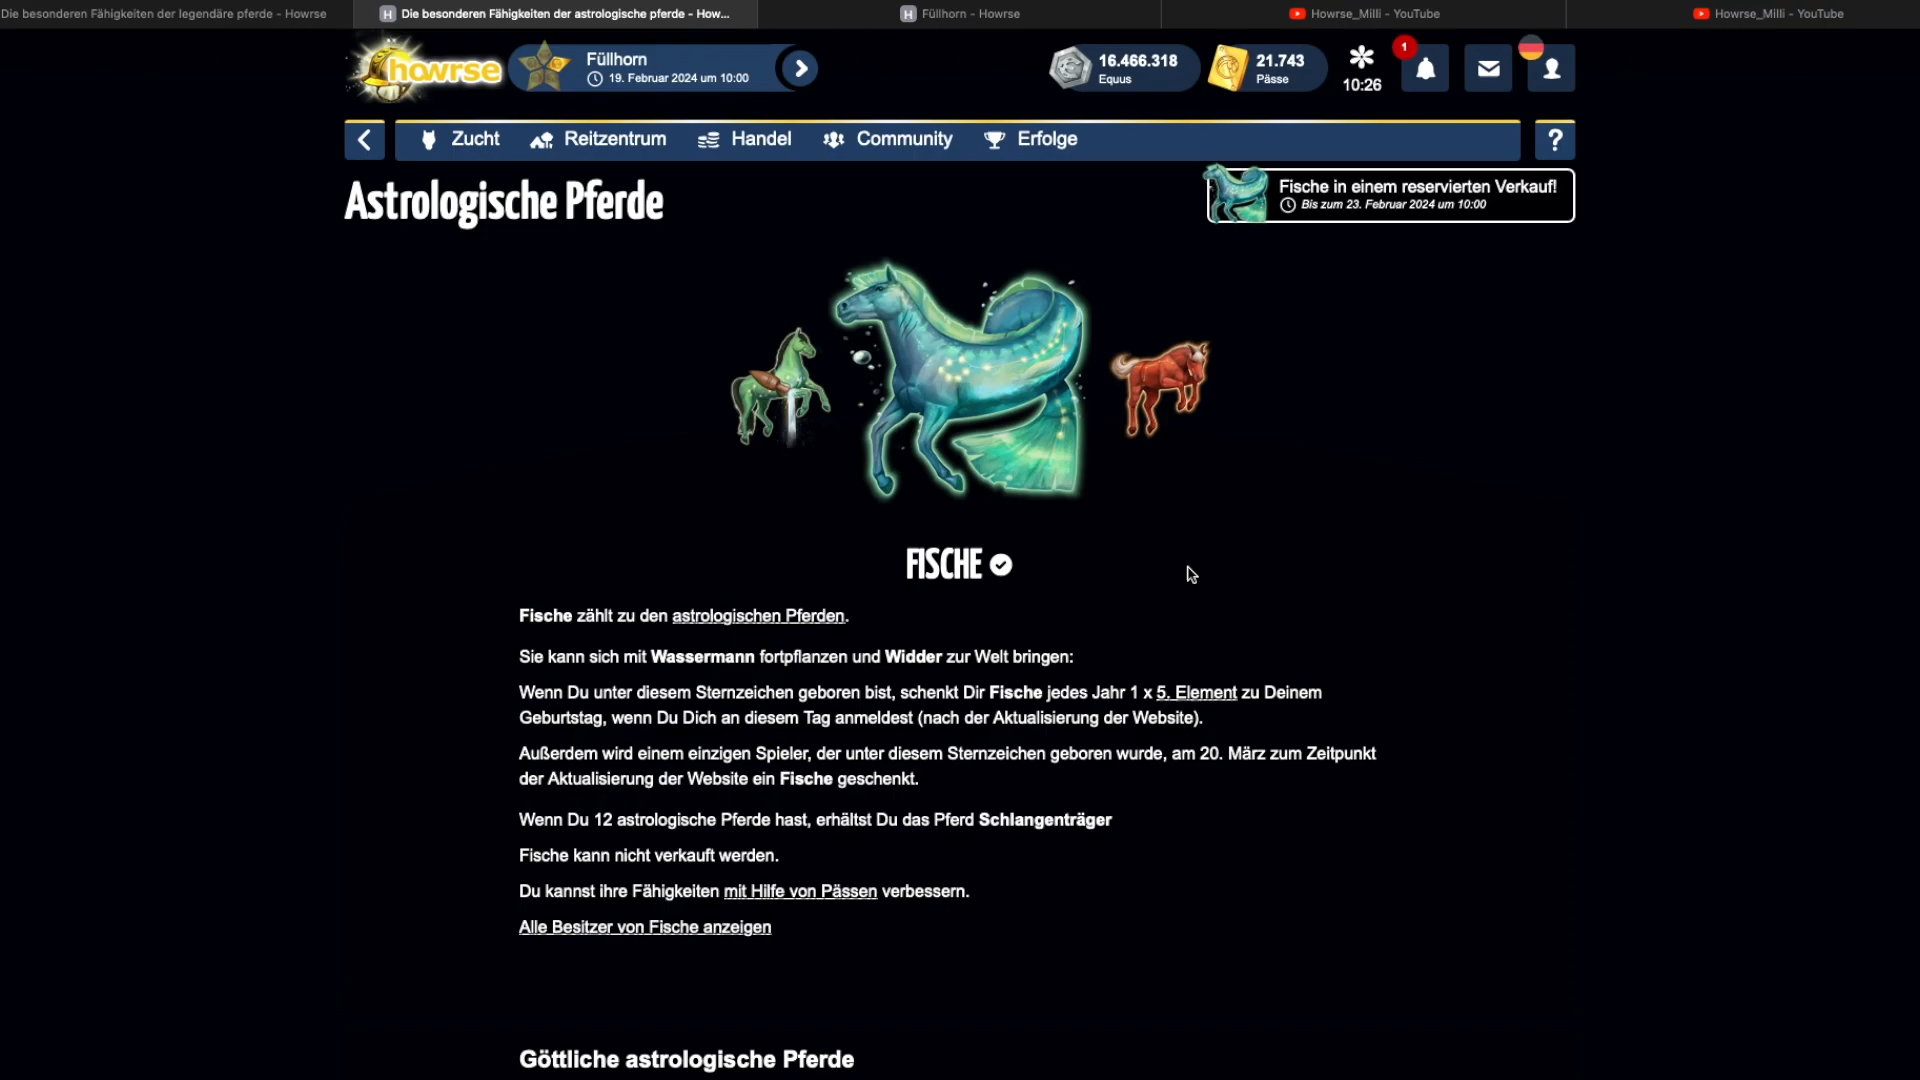 Die besonderen Fähigkeiten der legendäre pferde - Howrse
H Die besonderen Fähigkeiten der astrologische pferde - How...
H Füllhorn - Howrse
Howrse_Milli - YouTube
Howrse_Milli - YouTube
howrse
Füllhorn
19. Februar 2024 um 10:00
16.466.318
Equus
21.743
Pässe
10:26
1
Zucht Reitzentrum Handel Community Erfolge
?
Astrologische Pferde
Fische in einem reservierten Verkauf!
Bis zum 23. Februar 2024 um 10:00
FISCHE
Fische zählt zu den astrologischen Pferden.
Sie kann sich mit Wassermann fortpflanzen und Widder zur Welt bringen:
Wenn Du unter diesem Sternzeichen geboren bist, schenkt Dir Fische jedes Jahr 1 x 5. Element zu Deinem
Geburtstag, wenn Du Dich an diesem Tag anmeldest (nach der Aktualisierung der Website).
Außerdem wird einem einzigen Spieler, der unter diesem Sternzeichen geboren wurde, am 20. März zum Zeitpunkt
der Aktualisierung der Website ein Fische geschenkt.
Wenn Du 12 astrologische Pferde hast, erhältst Du das Pferd Schlangenträger
Fische kann nicht verkauft werden.
Du kannst ihre Fähigkeiten mit Hilfe von Pässen verbessern.
Alle Besitzer von Fische anzeigen
Göttliche astrologische Pferde